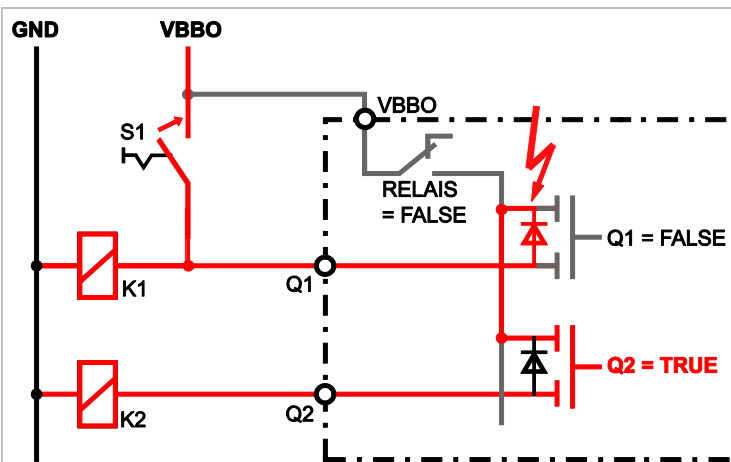 GND
VBBO
VBBO
S1
RELAIS
= FALSE
Q1 = FALSE
K1
Q1
Q2 = TRUE
K2
Q2